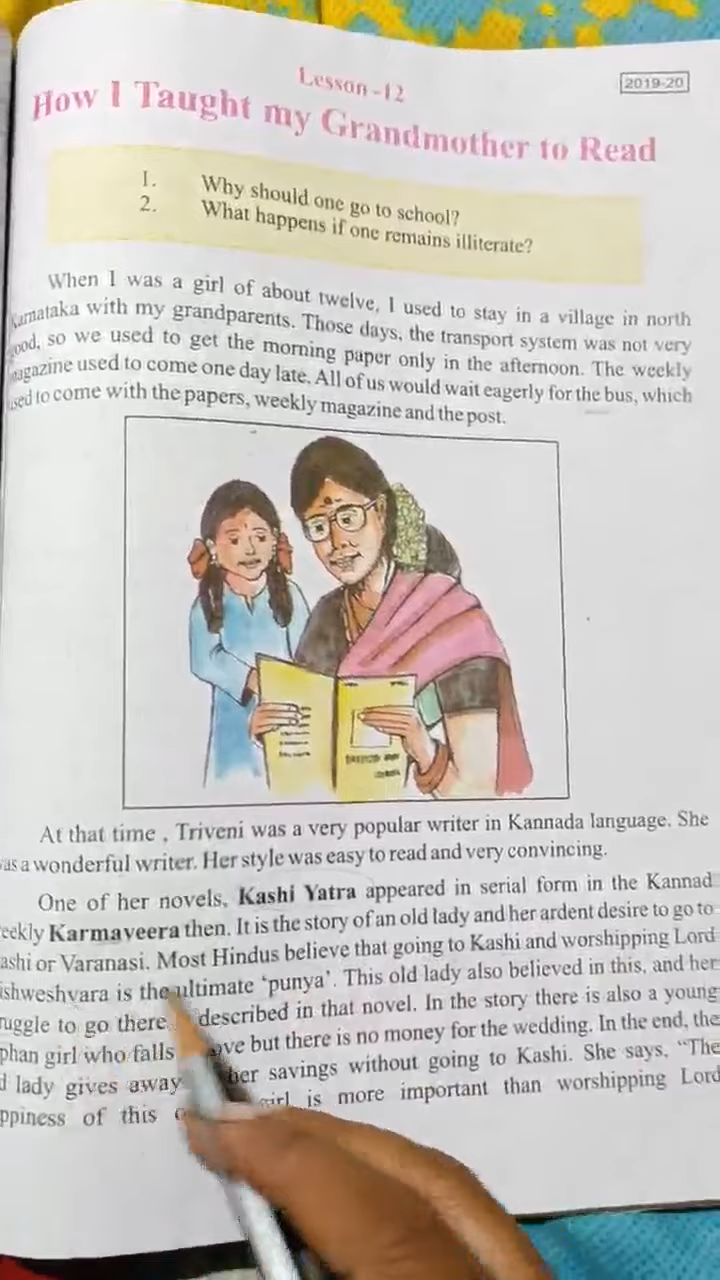 Lesson -12
2019-20
How I Taught my Grandmother to Read
1. Why should one go to school?
2. What happens if one remains illiterate?
When I was a girl of about twelve, I used to stay in a village in north
Karnataka with my grandparents. Those days, the transport system was not very
good, so we used to get the morning paper only in the afternoon. The weekly
magazine used to come one day late. All of us would wait eagerly for the bus, which
used to come with the papers, weekly magazine and the post.
At that time , Triveni was a very popular writer in Kannada language. She
was a wonderful writer. Her style was easy to read and very convincing.
One of her novels, Kashi Yatra appeared in serial form in the Kannad
eekly Karmaveera then. It is the story of an old lady and her ardent desire to go to
ashi or Varanasi. Most Hindus believe that going to Kashi and worshipping Lord
ishweshvara is the ultimate ‘punya’. This old lady also believed in this, and her
ruggle to go there described in that novel. In the story there is also a young
phan girl who falls ove but there is no money for the wedding. In the end, the
d lady gives away her savings without going to Kashi. She says, “The
ppiness of this girl is more important than worshipping Lord